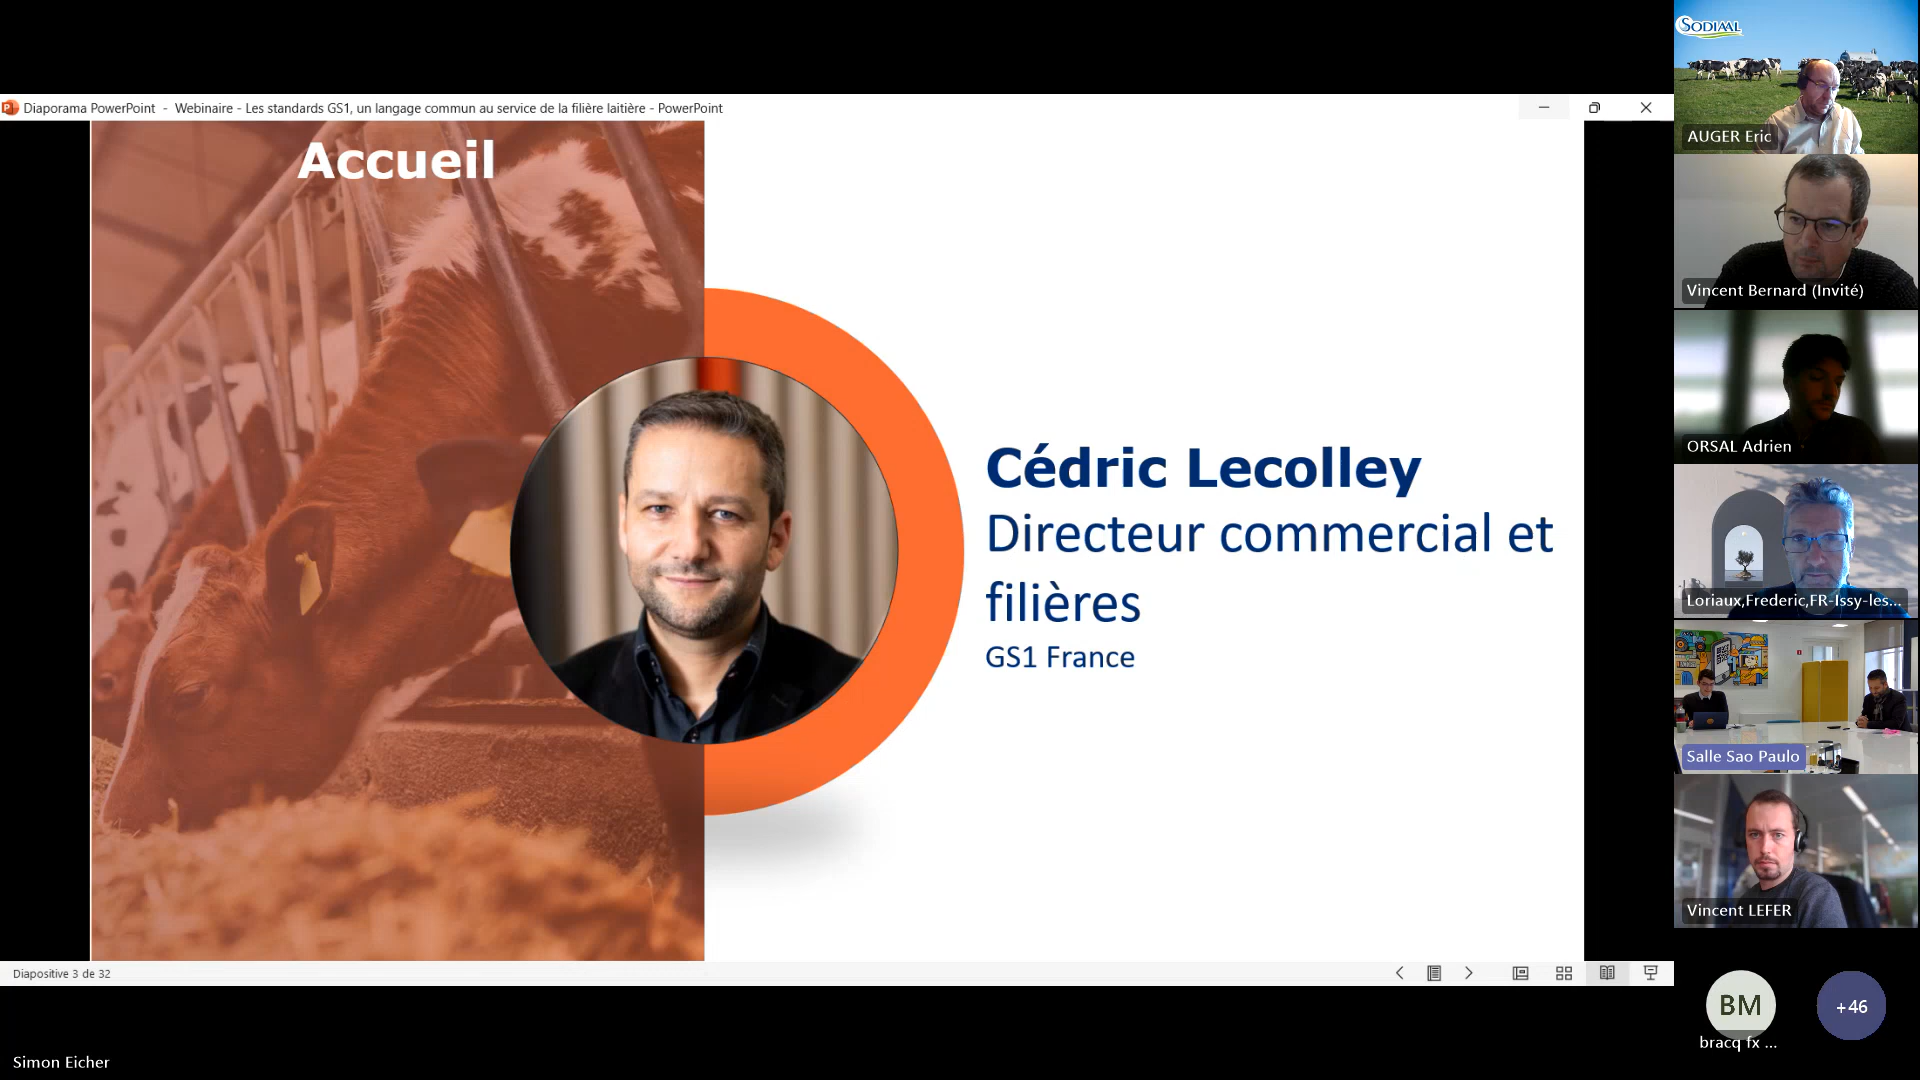 Diaporama PowerPoint - Webinaire - Les standards GS1, un langage commun au service de la filière laitière - PowerPoint
Accueil
Cédric Lecolley
Directeur commercial et
filières
GS1 France
Diapositive 3 de 32
Simon Eicher
SODIAAL
AUGER Eric
Vincent Bernard (Invité)
ORSAL Adrien
Loriaux,Frederic,FR-Issy-les...
Salle Sao Paulo
Vincent LEFER
BM
bracq fx ...
+46